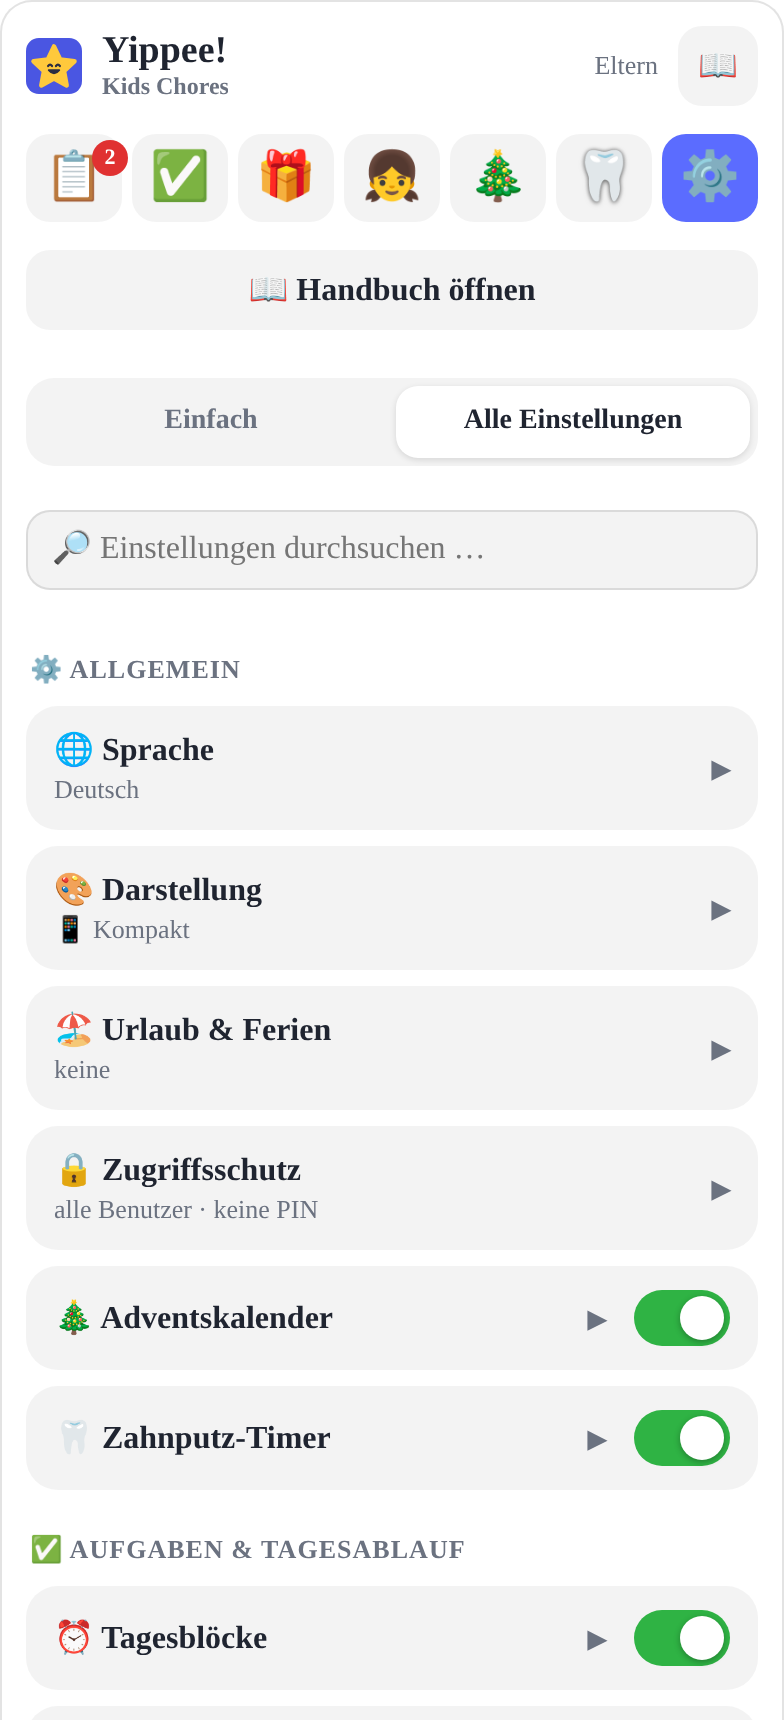 Yippee!
Kids Chores
Eltern
2
Handbuch öffnen
Einfach
Alle Einstellungen
Einstellungen durchsuchen …
ALLGEMEIN
Sprache
Deutsch
Darstellung
Kompakt
Urlaub & Ferien
keine
Zugriffsschutz
alle Benutzer · keine PIN
Adventskalender
Zahnputz-Timer
AUFGABEN & TAGESABLAUF
Tagesblöcke